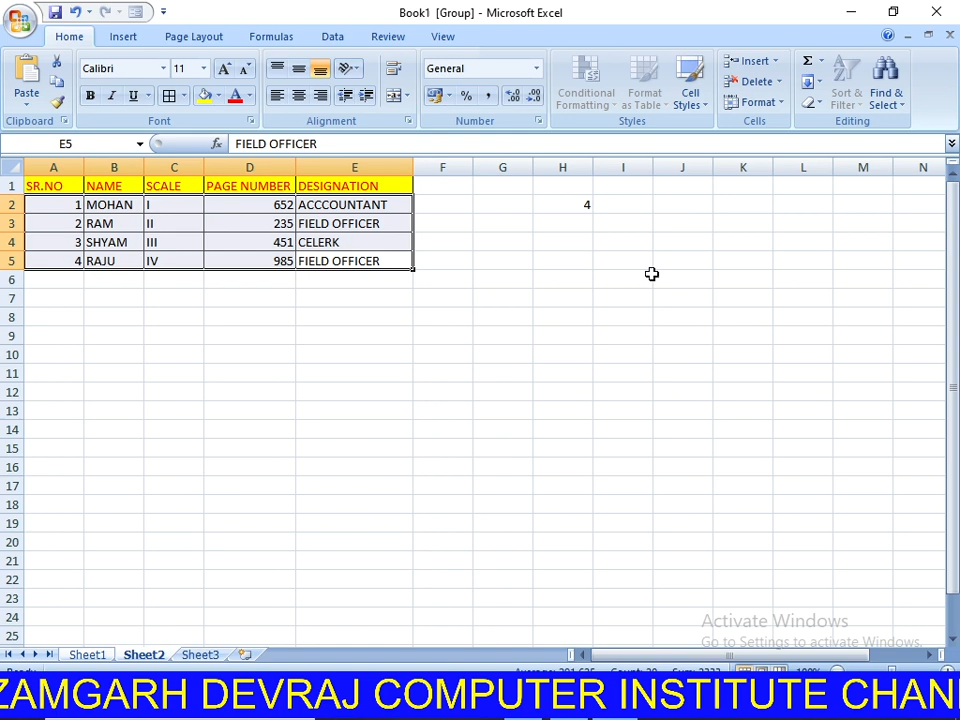 Book1 [Group] - Microsoft Excel
Home Insert Page Layout Formulas Data Review View
Paste Calibri 11 A A General Conditional Formatting Format as Table Cell Styles Insert Delete Format Sort & Filter Find & Select
B I U A % ,
Clipboard Font Alignment Number Styles Cells Editing
E5 fx FIELD OFFICER
A B C D E F G H I J K L M N
1 SR.NO NAME SCALE PAGE NUMBER DESIGNATION
2 1 MOHAN I 652 ACCCOUNTANT 4
3 2 RAM II 235 FIELD OFFICER
4 3 SHYAM III 451 CELERK
5 4 RAJU IV 985 FIELD OFFICER
6
7
8
9
10
11
12
13
14
15
16
17
18
19
20
21
22
23
24
25
Activate Windows
Go to Settings to activate Windows.
Sheet1 Sheet2 Sheet3
ZAMGARH DEVRAJ COMPUTER INSTITUTE CHAN